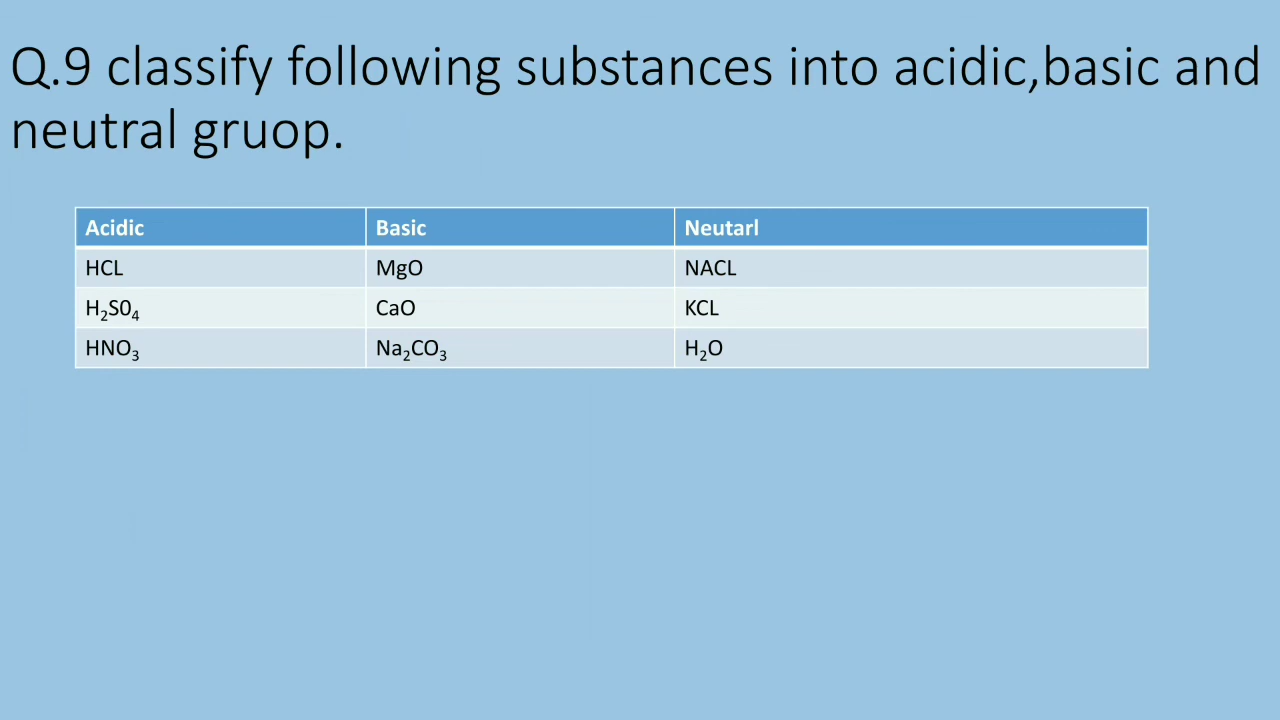 Q.9 classify following substances into acidic,basic and
neutral gruop.
Acidic Basic Neutarl
HCL MgO NACL
H₂S0₄ CaO KCL
HNO₃ Na₂CO₃ H₂O